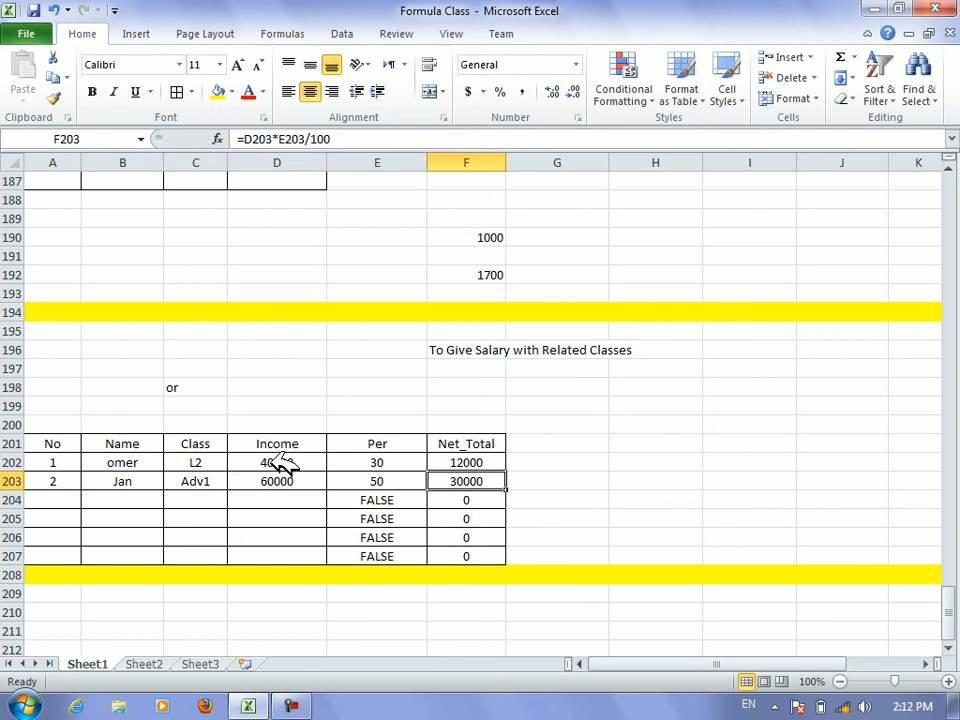 Formula Class - Microsoft Excel
File Home Insert Page Layout Formulas Data Review View Team
Paste
Clipboard
Calibri 11
B I U
Font
Alignment
General
$ % ,
Number
Conditional Formatting
Format as Table
Cell Styles
Styles
Insert
Delete
Format
Cells
Σ
Sort & Filter
Find & Select
Editing
F203 fx =D203*E203/100
A B C D E F G H I J K
187
188
189
190 1000
191
192 1700
193
194
195
196 To Give Salary with Related Classes
197
198 or
199
200
201 No Name Class Income Per Net_Total
202 1 omer L2 30 12000
203 2 Jan Adv1 60000 50 30000
204 FALSE 0
205 FALSE 0
206 FALSE 0
207 FALSE 0
208
209
210
211
212
Sheet1 Sheet2 Sheet3
Ready 100%
EN 2:12 PM